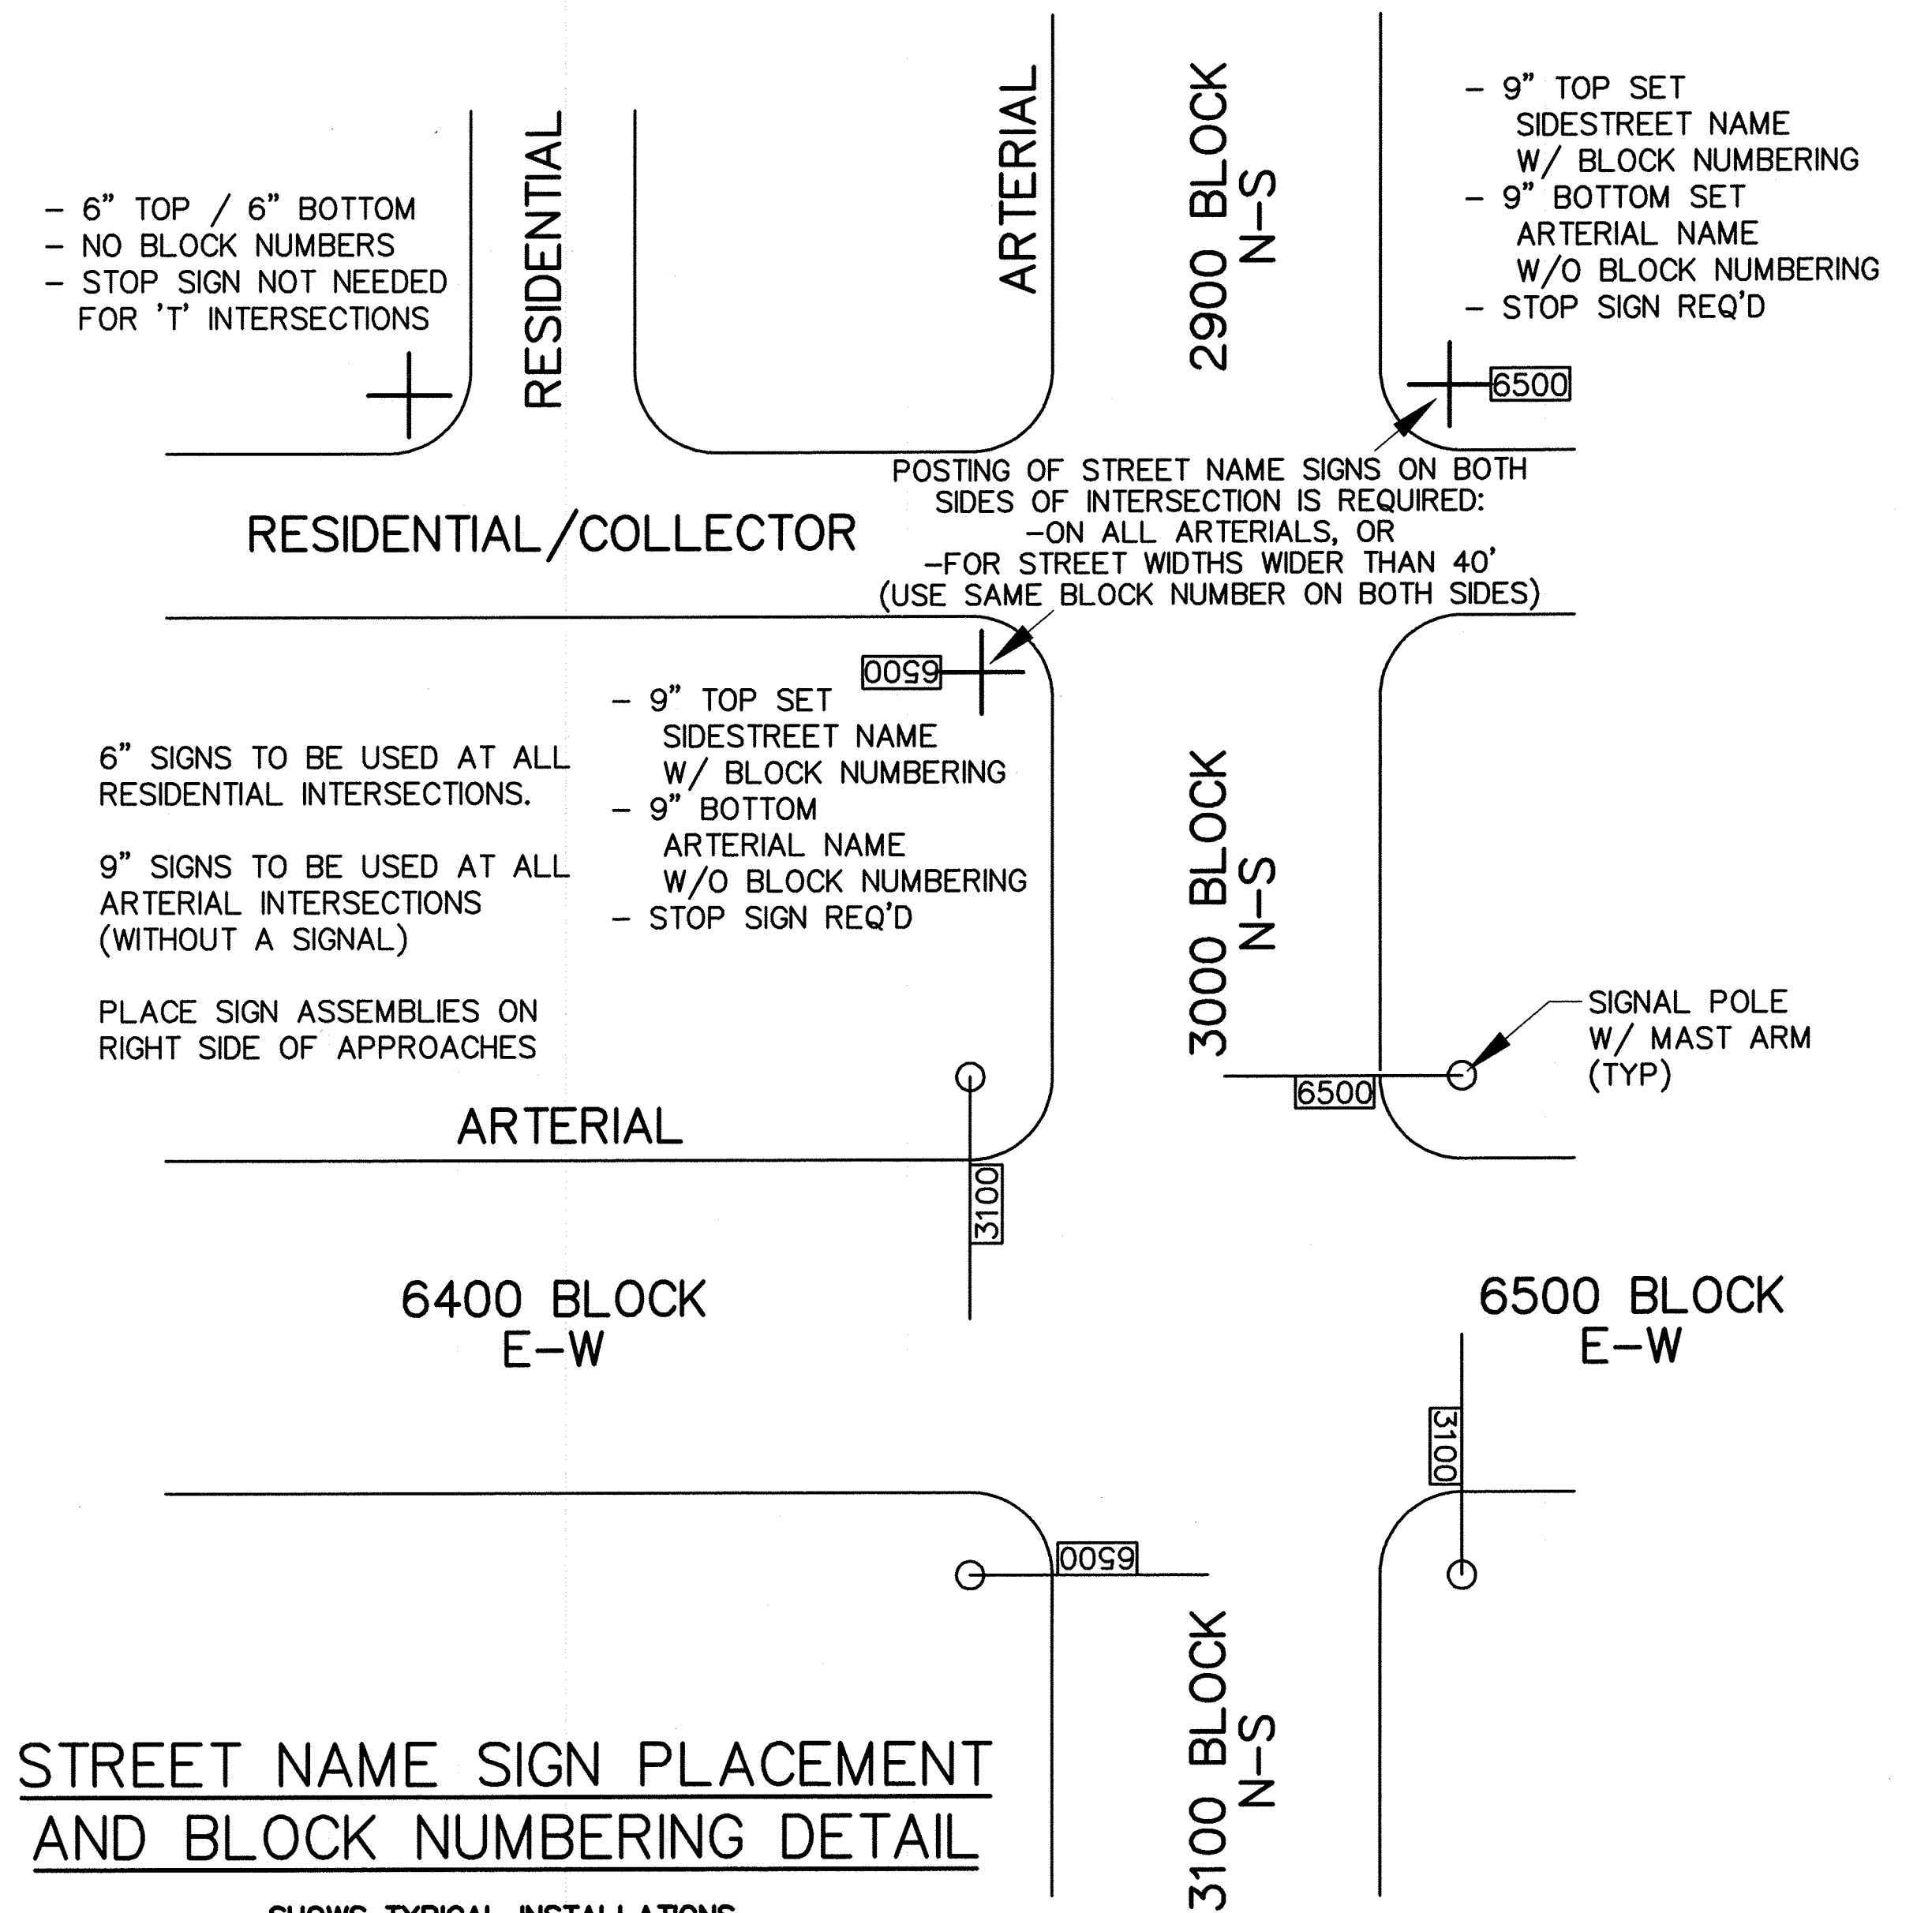 - 6” TOP / 6” BOTTOM
- NO BLOCK NUMBERS
- STOP SIGN NOT NEEDED
FOR 'T' INTERSECTIONS
RESIDENTIAL
ARTERIAL
2900 BLOCK
N-S
- 9” TOP SET
SIDESTREET NAME
W/ BLOCK NUMBERING
- 9” BOTTOM SET
ARTERIAL NAME
W/O BLOCK NUMBERING
- STOP SIGN REQ'D
6500
POSTING OF STREET NAME SIGNS ON BOTH
SIDES OF INTERSECTION IS REQUIRED:
-ON ALL ARTERIALS, OR
-FOR STREET WIDTHS WIDER THAN 40'
(USE SAME BLOCK NUMBER ON BOTH SIDES)
RESIDENTIAL/COLLECTOR
6500
- 9” TOP SET
SIDESTREET NAME
W/ BLOCK NUMBERING
- 9” BOTTOM
ARTERIAL NAME
W/O BLOCK NUMBERING
- STOP SIGN REQ'D
6” SIGNS TO BE USED AT ALL
RESIDENTIAL INTERSECTIONS.
9” SIGNS TO BE USED AT ALL
ARTERIAL INTERSECTIONS
(WITHOUT A SIGNAL)
PLACE SIGN ASSEMBLIES ON
RIGHT SIDE OF APPROACHES
3000 BLOCK
N-S
SIGNAL POLE
W/ MAST ARM
(TYP)
6500
ARTERIAL
3100
6400 BLOCK
E-W
6500 BLOCK
E-W
3100
6500
3100 BLOCK
N-S
STREET NAME SIGN PLACEMENT
AND BLOCK NUMBERING DETAIL
SHOWS TYPICAL INSTALLATIONS